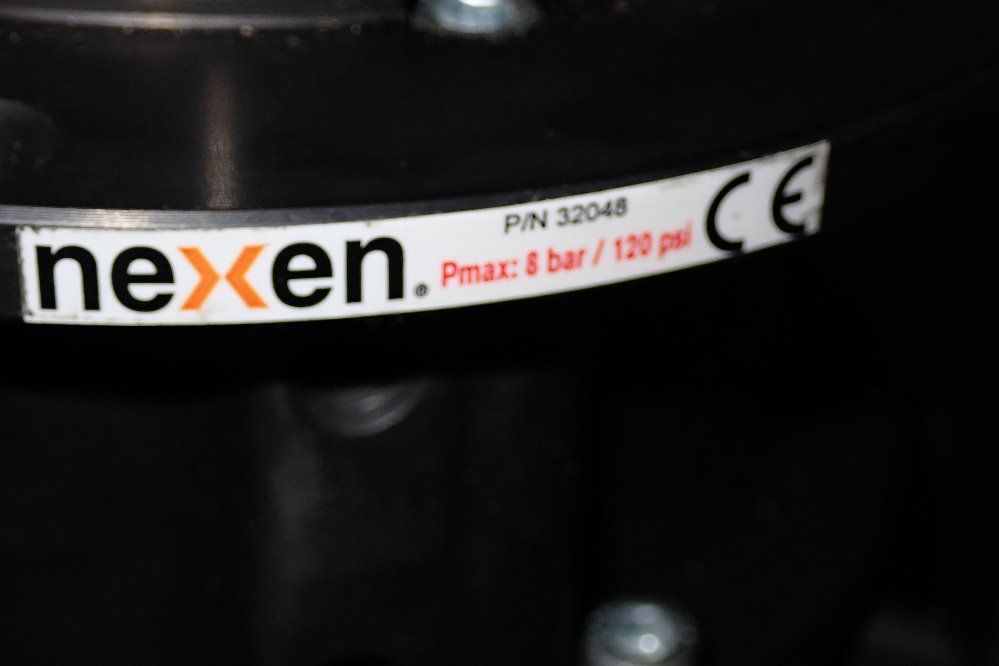 nexen®
P/N 32048
Pmax: 8 bar / 120 psi
CE